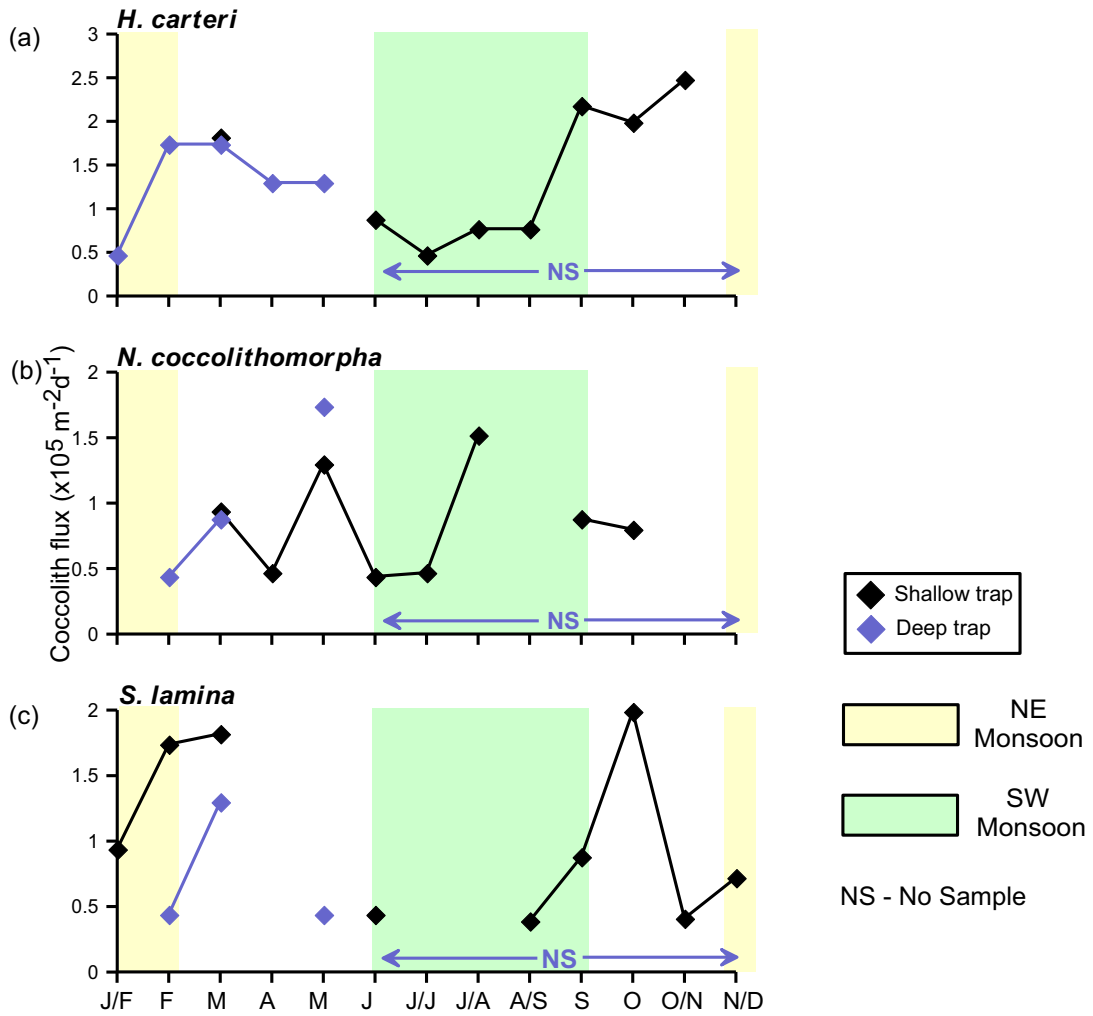 (a)
H. carteri
3
2.5
2
1.5
1
0.5
0
NS
(b)
N. coccolithomorpha
Coccolith flux (x10⁵ m⁻²d⁻¹)
2
1.5
1
0.5
0
NS
(c)
S. lamina
2
1.5
1
0.5
0
NS
J/F F M A M J J/J J/A A/S S O O/N N/D
Shallow trap
Deep trap
NE
Monsoon
SW
Monsoon
NS - No Sample